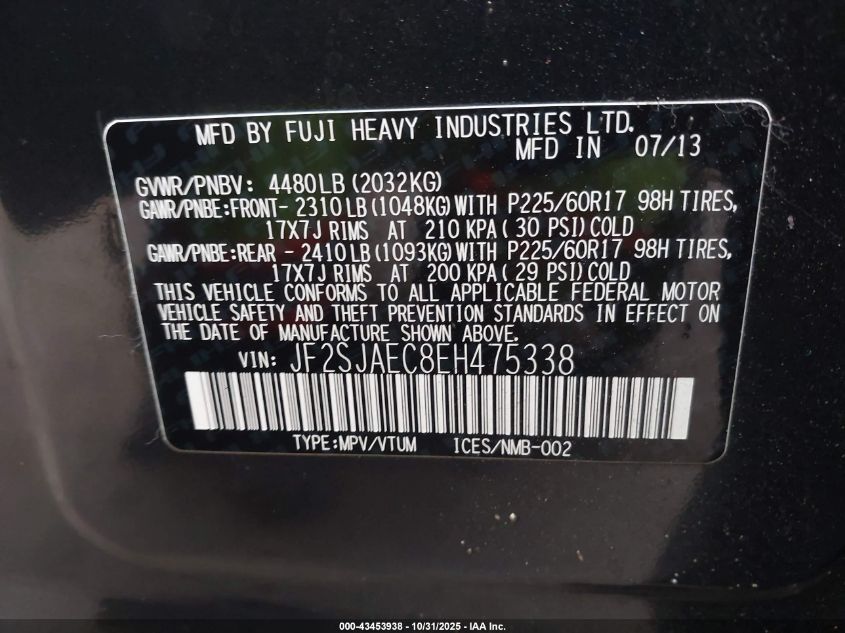 MFD BY FUJI HEAVY INDUSTRIES LTD.
MFD IN 07/13
GVWR/PNBV: 4480LB (2032KG)
GAWR/PNBE:FRONT- 2310LB (1048KG) WITH P225/60R17 98H TIRES,
17X7J RIMS AT 210 KPA ( 30 PSI) COLD
GAWR/PNBE:REAR - 2410LB (1093KG) WITH P225/60R17 98H TIRES,
17X7J RIMS AT 200 KPA ( 29 PSI) COLD
THIS VEHICLE CONFORMS TO ALL APPLICABLE FEDERAL MOTOR
VEHICLE SAFETY AND THEFT PREVENTION STANDARDS IN EFFECT ON
THE DATE OF MANUFACTURE SHOWN ABOVE.
VIN: JF2SJAEC8EH475338
TYPE:MPV/VTUM ICES/NMB-002
000-43453938 - 10/31/2025 - IAA Inc.